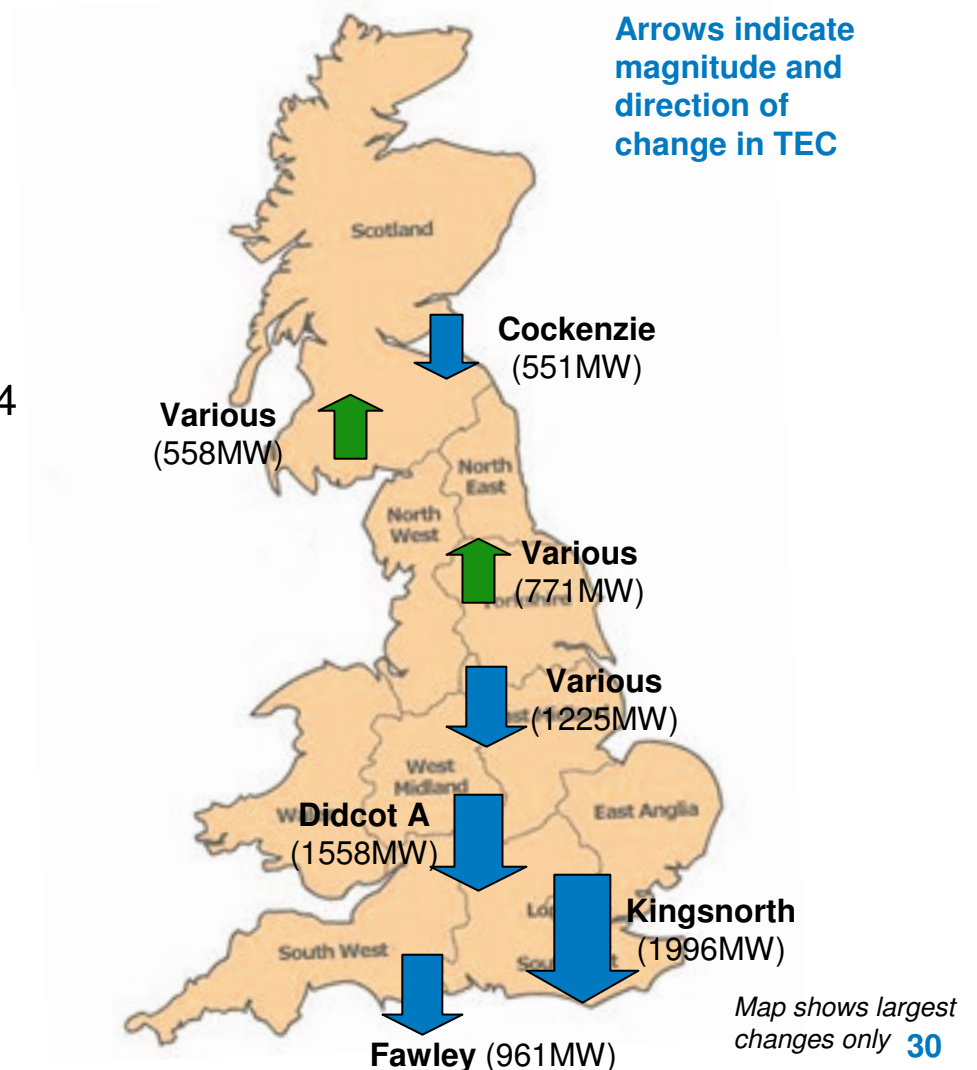 Arrows indicate
magnitude and
direction of
change in TEC
Scotland
Cockenzie
(551MW)
4
Various
(558MW)
North
East
North
West
Various
(771MW)
Various
(1225MW)
West
Midland
East Anglia
Didcot A
(1558MW)
Kingsnorth
(1996MW)
South West
Map shows largest
changes only 30
Fawley (961MW)